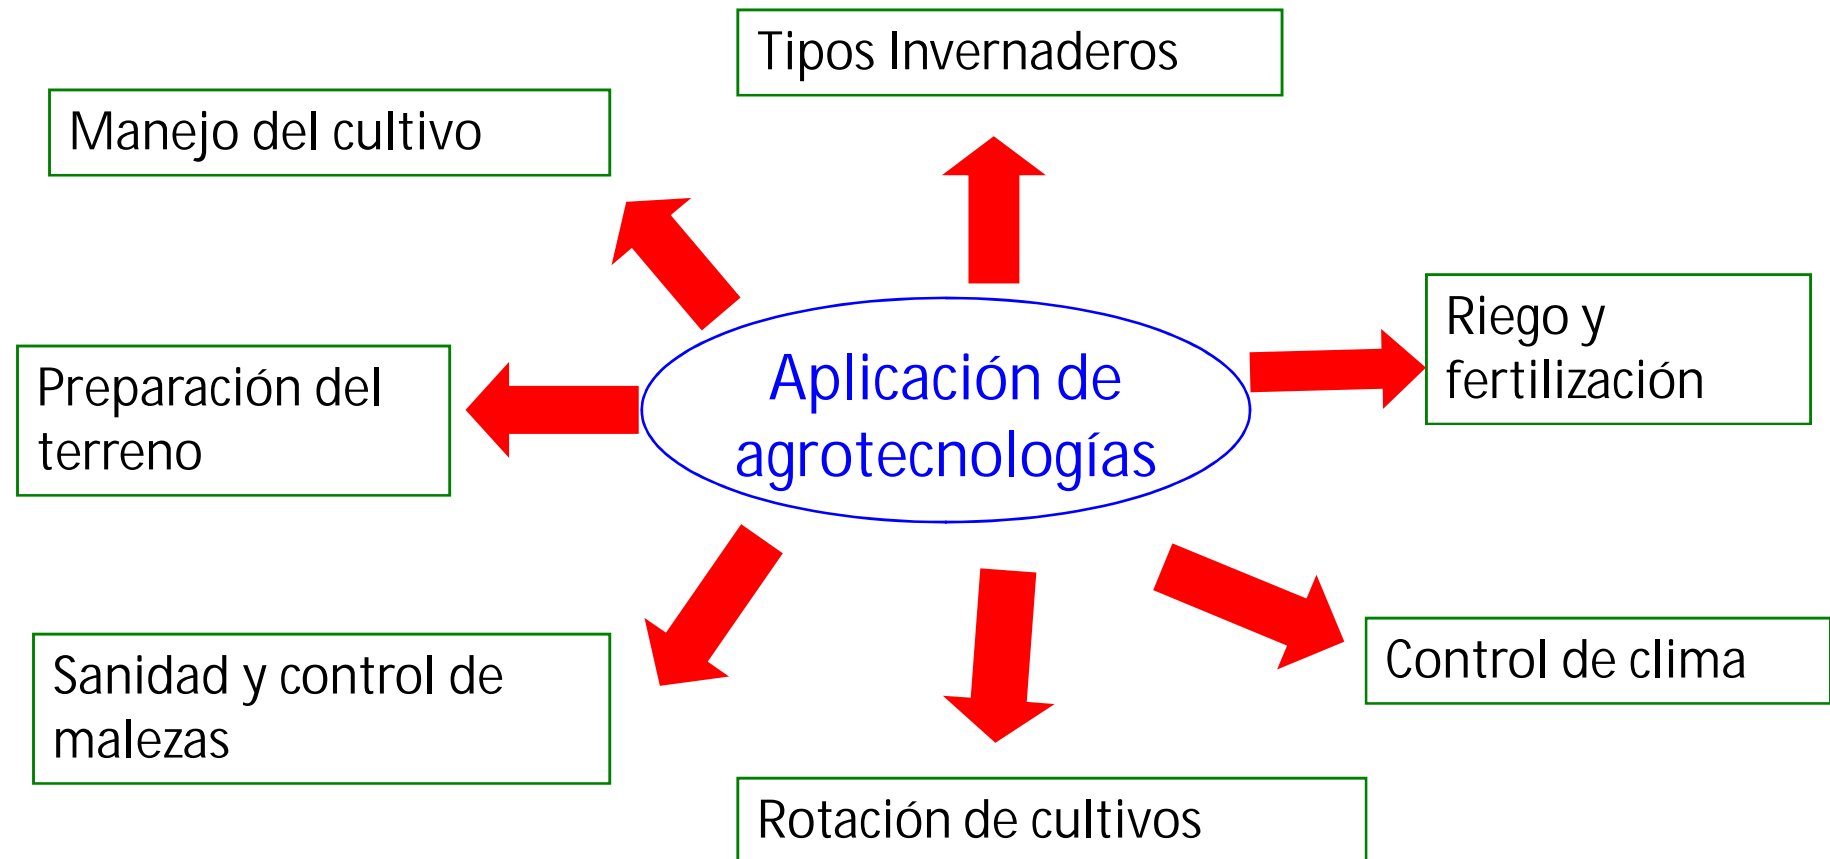 Tipos Invernaderos
Manejo del cultivo
Riego y
fertilización
Aplicación de
agrotecnologías
Preparación del
terreno
Control de clima
Sanidad y control de
malezas
Rotación de cultivos